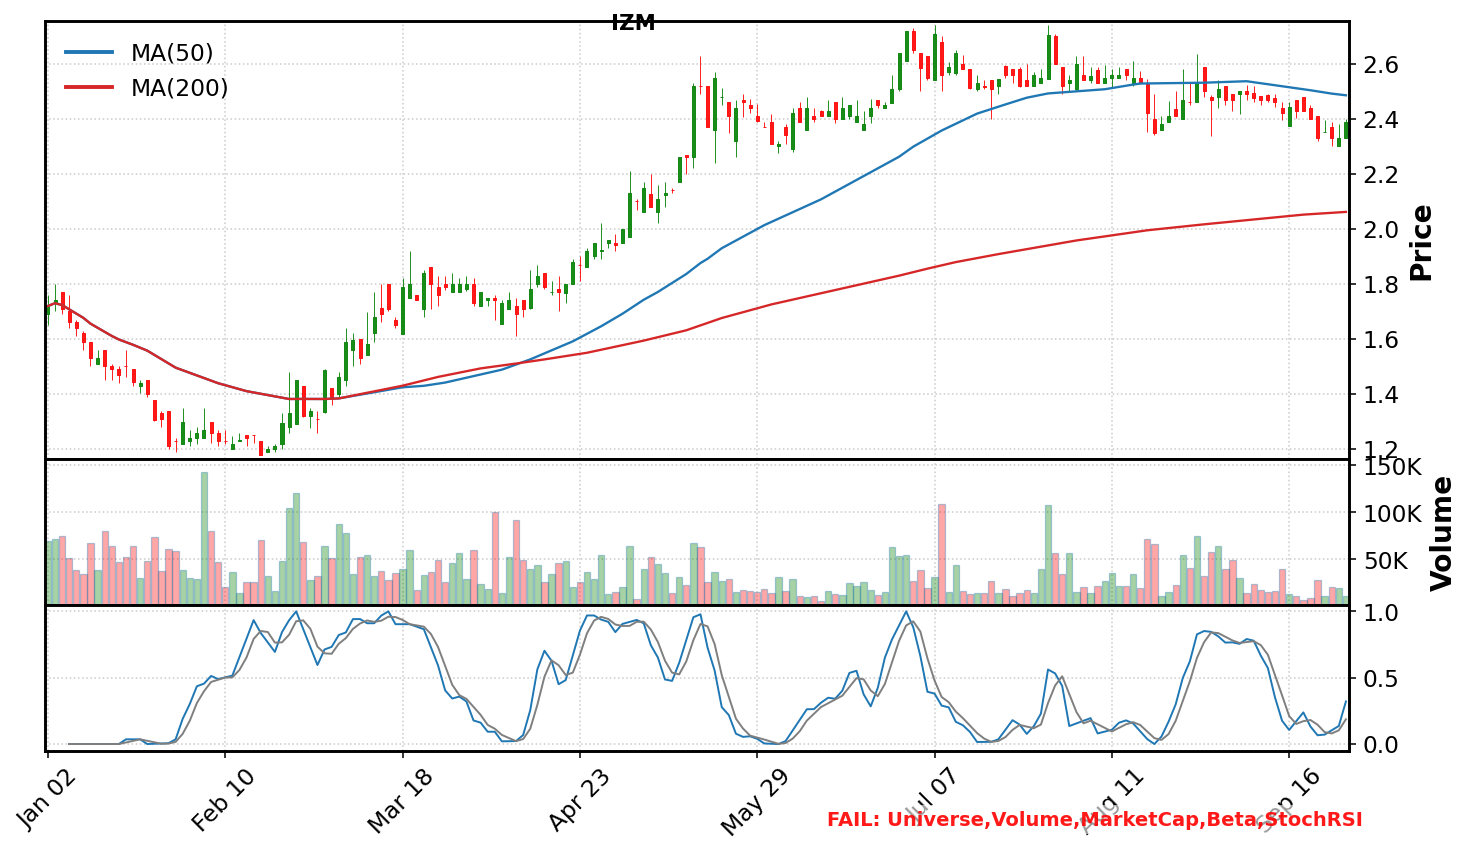 IZM
MA(50)
MA(200)
2.6
2.4
2.2
2.0
1.8
1.6
1.4
1.2
Price
150K
100K
50K
Volume
1.0
0.5
0.0
Jan 02
Feb 10
Mar 18
Apr 23
May 29
Jul 07
Aug 11
Sep 16
FAIL: Universe,Volume,MarketCap,Beta,StochRSI